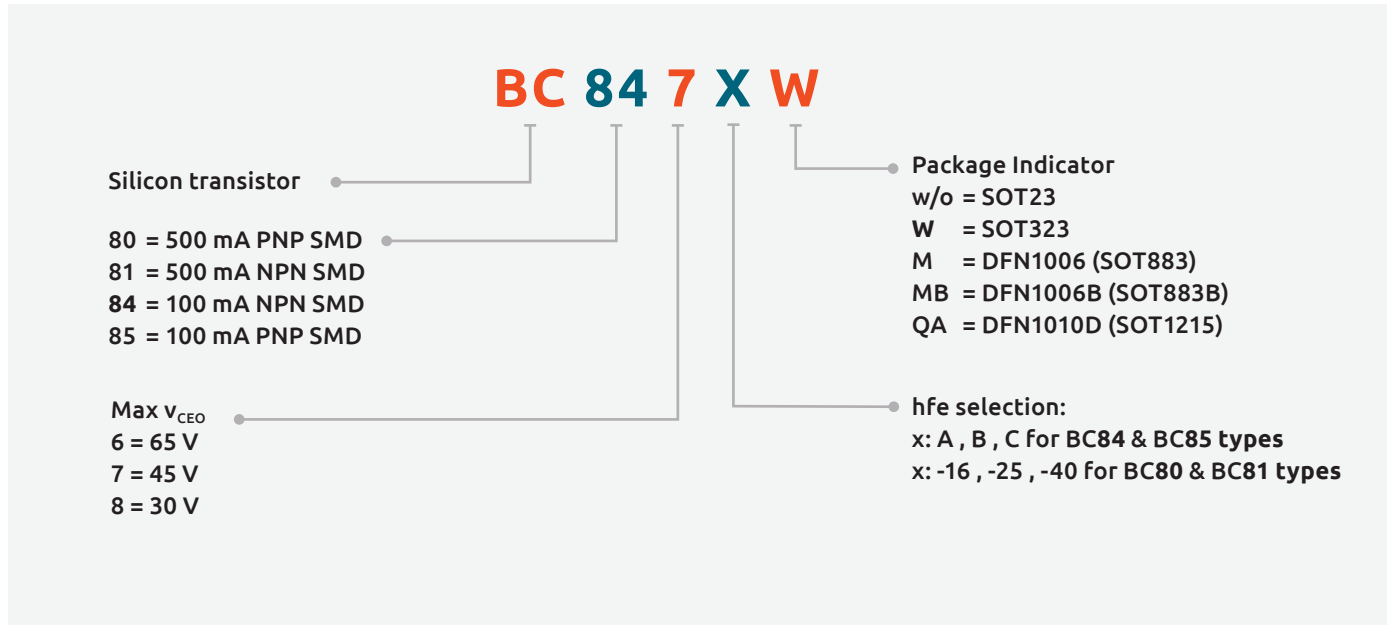 BC 84 7 X W
Silicon transistor
80 = 500 mA PNP SMD
81 = 500 mA NPN SMD
84 = 100 mA NPN SMD
85 = 100 mA PNP SMD
Max vCEO
6 = 65 V
7 = 45 V
8 = 30 V
Package Indicator
w/o = SOT23
W = SOT323
M = DFN1006 (SOT883)
MB = DFN1006B (SOT883B)
QA = DFN1010D (SOT1215)
hfe selection:
x: A , B , C for BC84 & BC85 types
x: -16 , -25 , -40 for BC80 & BC81 types